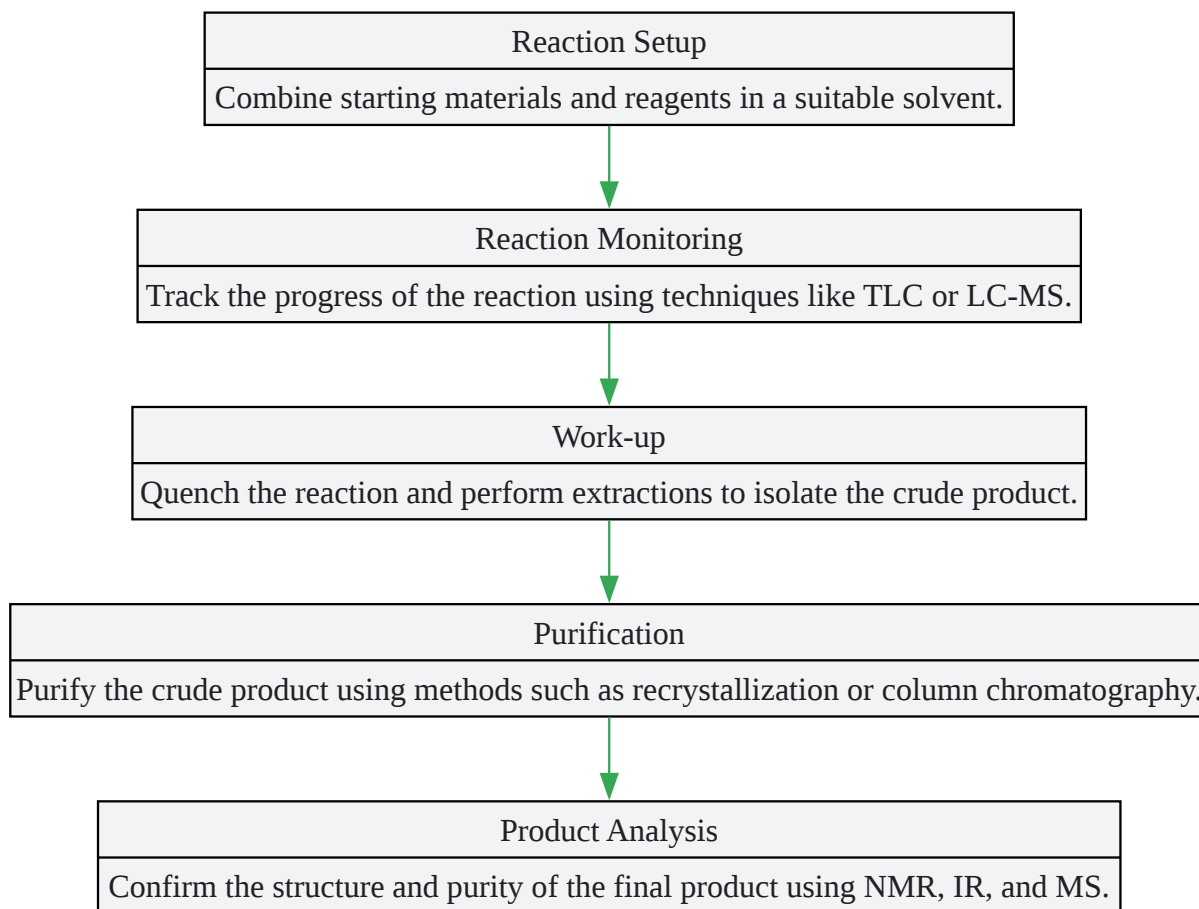 Reaction Setup
Combine starting materials and reagents in a suitable solvent.
Reaction Monitoring
Track the progress of the reaction using techniques like TLC or LC-MS.
Work-up
Quench the reaction and perform extractions to isolate the crude product.
Purification
Purify the crude product using methods such as recrystallization or column chromatography.
Product Analysis
Confirm the structure and purity of the final product using NMR, IR, and MS.